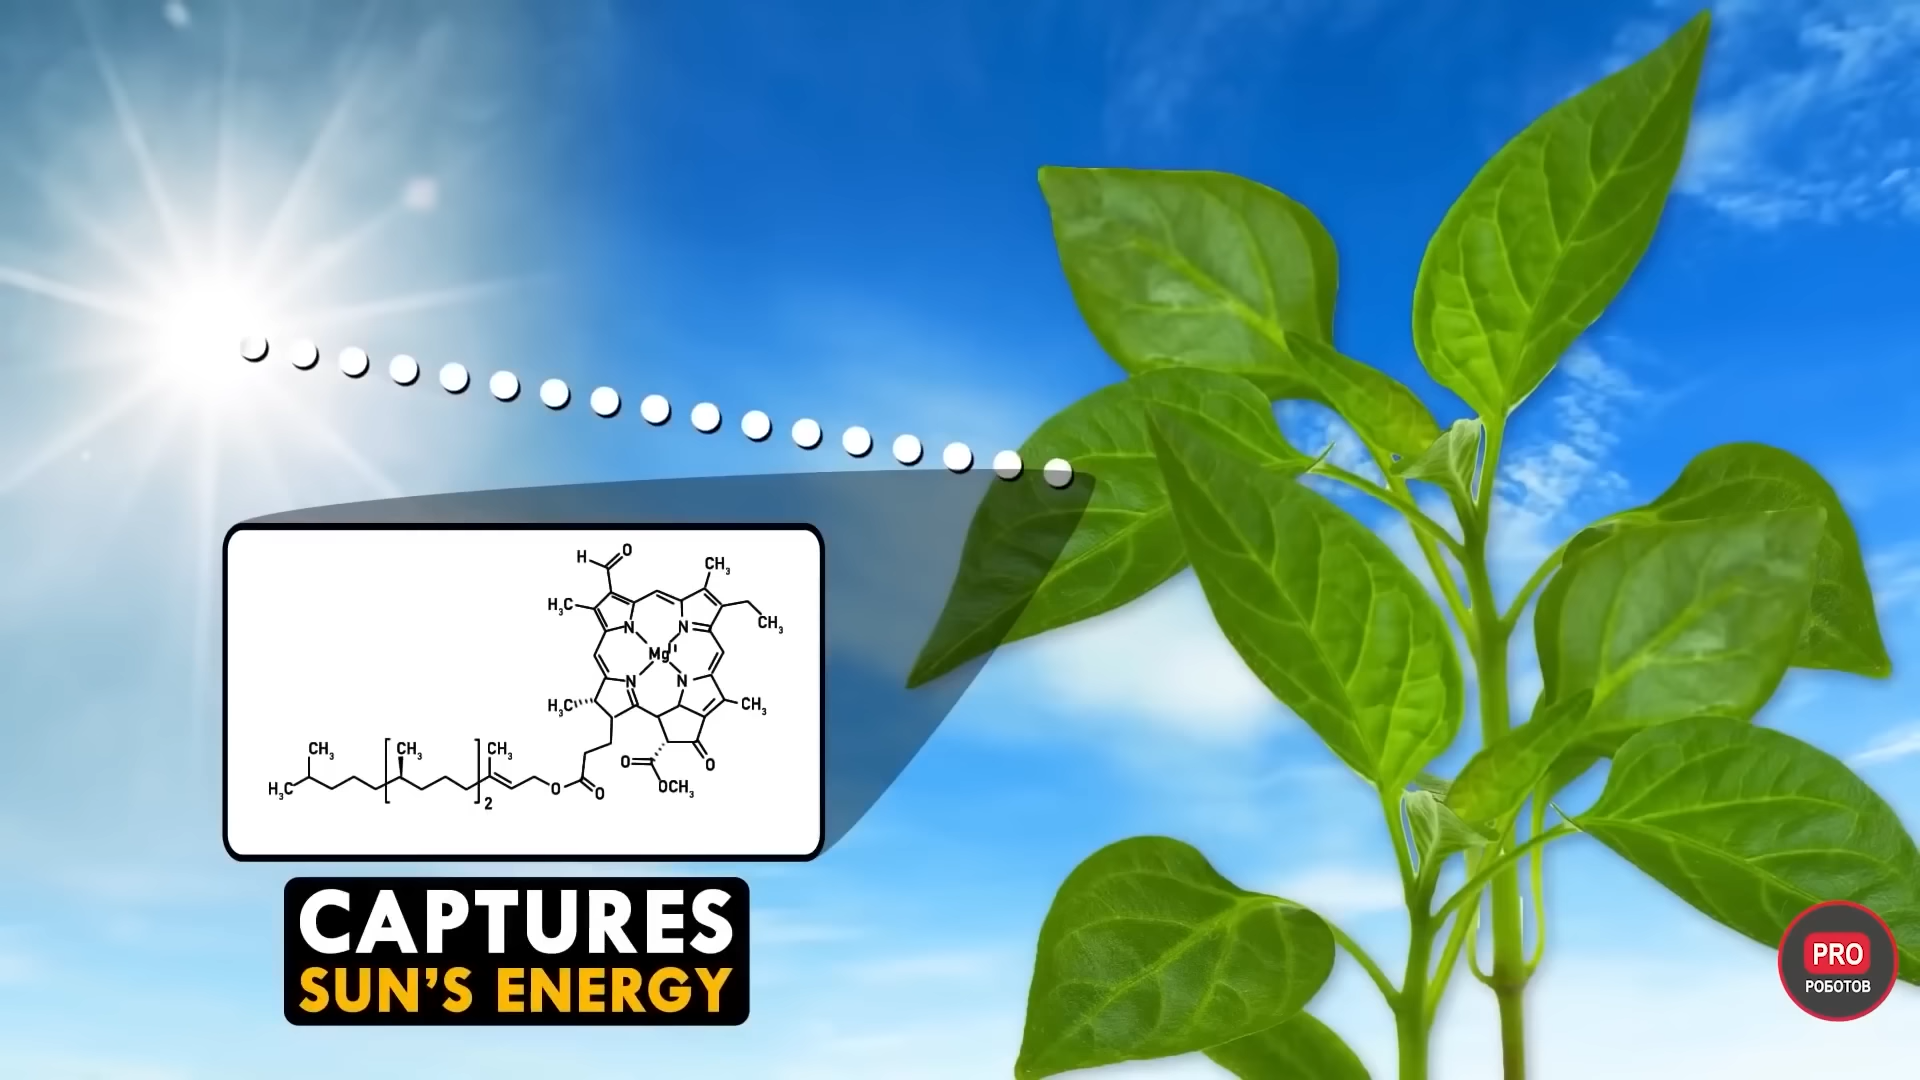 H
O
CH₃
H₃C
CH₃
N
N
Mg
N
N
H₃C
CH₃
O
O
OCH₃
CH₃
CH₃
CH₃
H₃C
2
O
O
CAPTURES
SUN'S ENERGY
PRO
РОБОТОВ